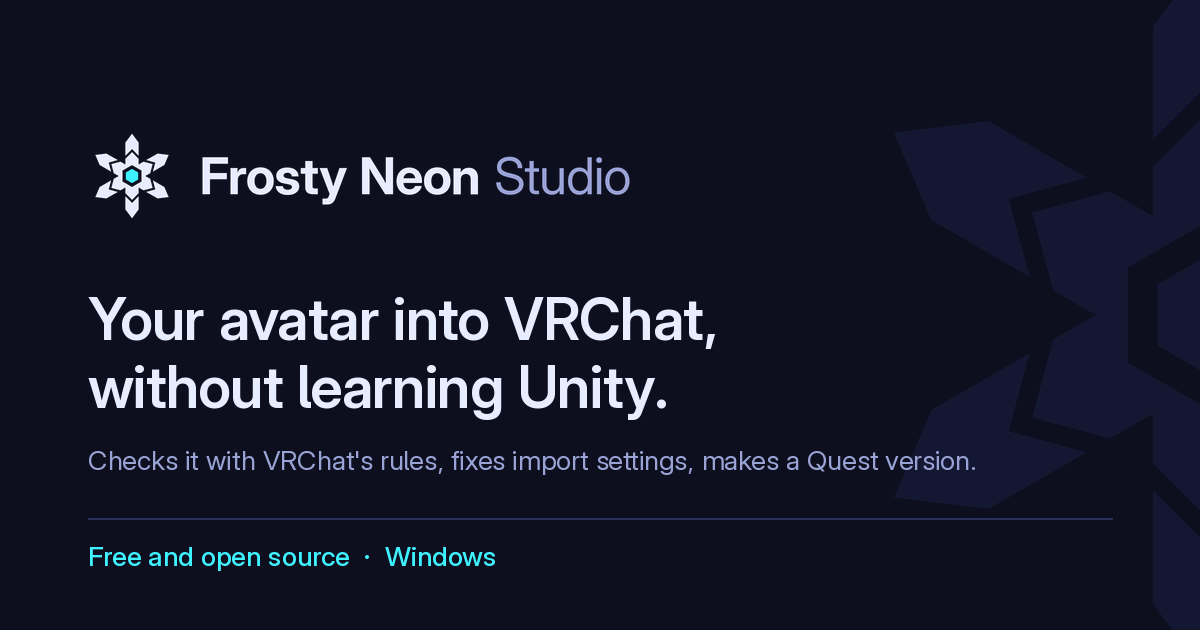 Frosty Neon Studio
Your avatar into VRChat,
without learning Unity.
Checks it with VRChat's rules, fixes import settings, makes a Quest version.
Free and open source · Windows